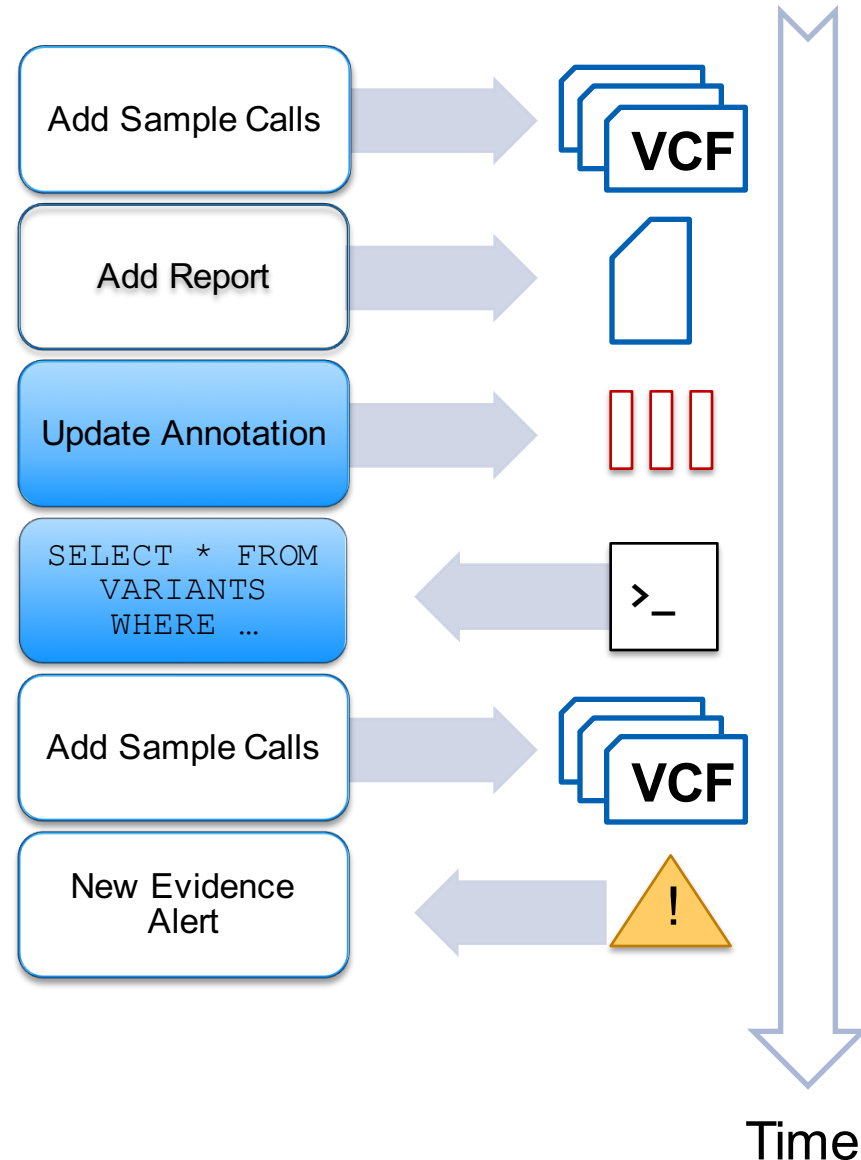 Add Sample Calls
VCF
Add Report
Update Annotation
SELECT * FROM
VARIANTS
WHERE …
>_
Add Sample Calls
VCF
New Evidence
Alert
!
Time